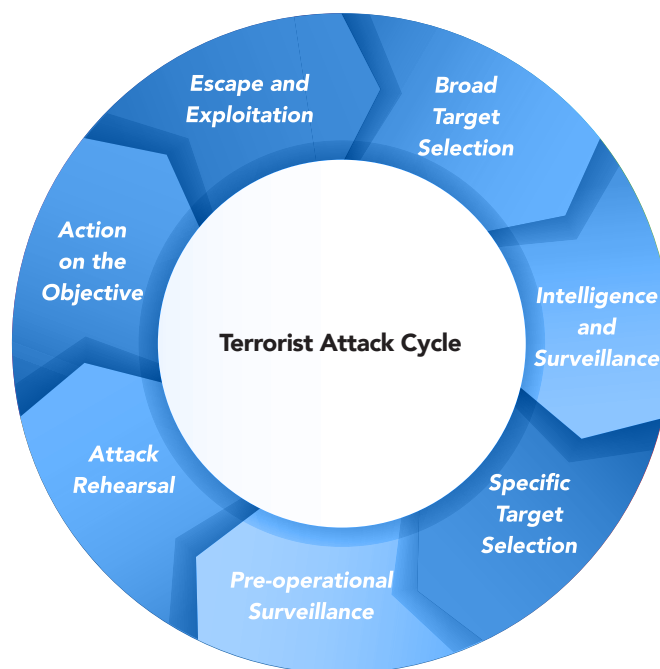 Escape and
Exploitation
Broad
Target
Selection
Action
on the
Objective
Intelligence
and
Surveillance
Terrorist Attack Cycle
Attack
Rehearsal
Specific
Target
Selection
Pre-operational
Surveillance